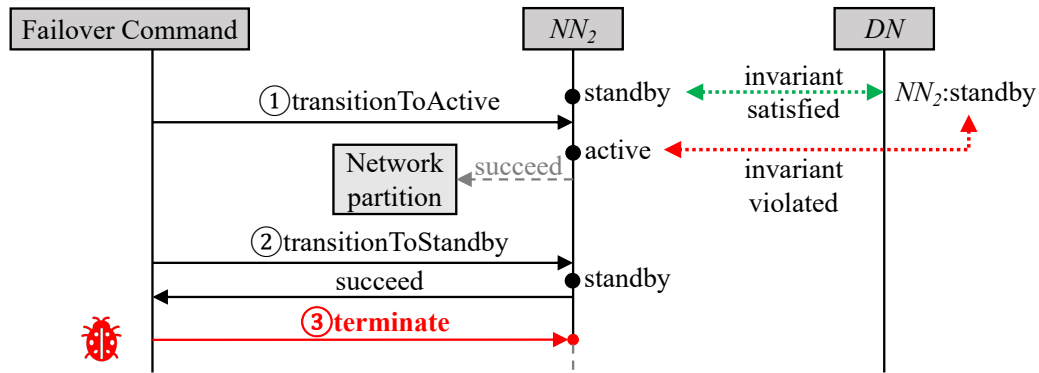 Failover Command
NN₂
DN
standby
invariant
satisfied
NN₂:standby
①transitionToActive
active
invariant
violated
succeed
Network
partition
②transitionToStandby
standby
succeed
③terminate